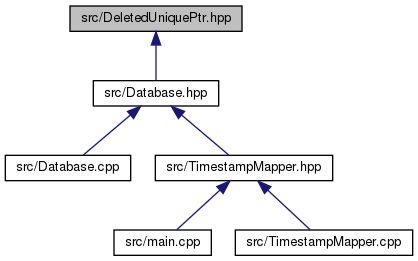 src/DeletedUniquePtr.hpp
src/Database.hpp
src/Database.cpp
src/TimestampMapper.hpp
src/main.cpp
src/TimestampMapper.cpp